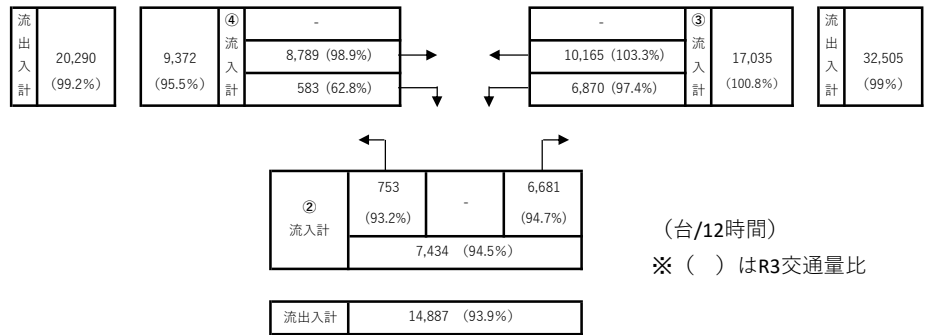 流出入計 20,290 (99.2%)
9,372 (95.5%) ④流入計
-
8,789 (98.9%)
583 (62.8%)
-
10,165 (103.3%)
6,870 (97.4%)
③流入計 17,035 (100.8%)
流出入計 32,505 (99%)
②流入計
753 (93.2%)
-
6,681 (94.7%)
7,434 (94.5%)
(台/12時間)
※( )はR3交通量比
流出入計 14,887 (93.9%)